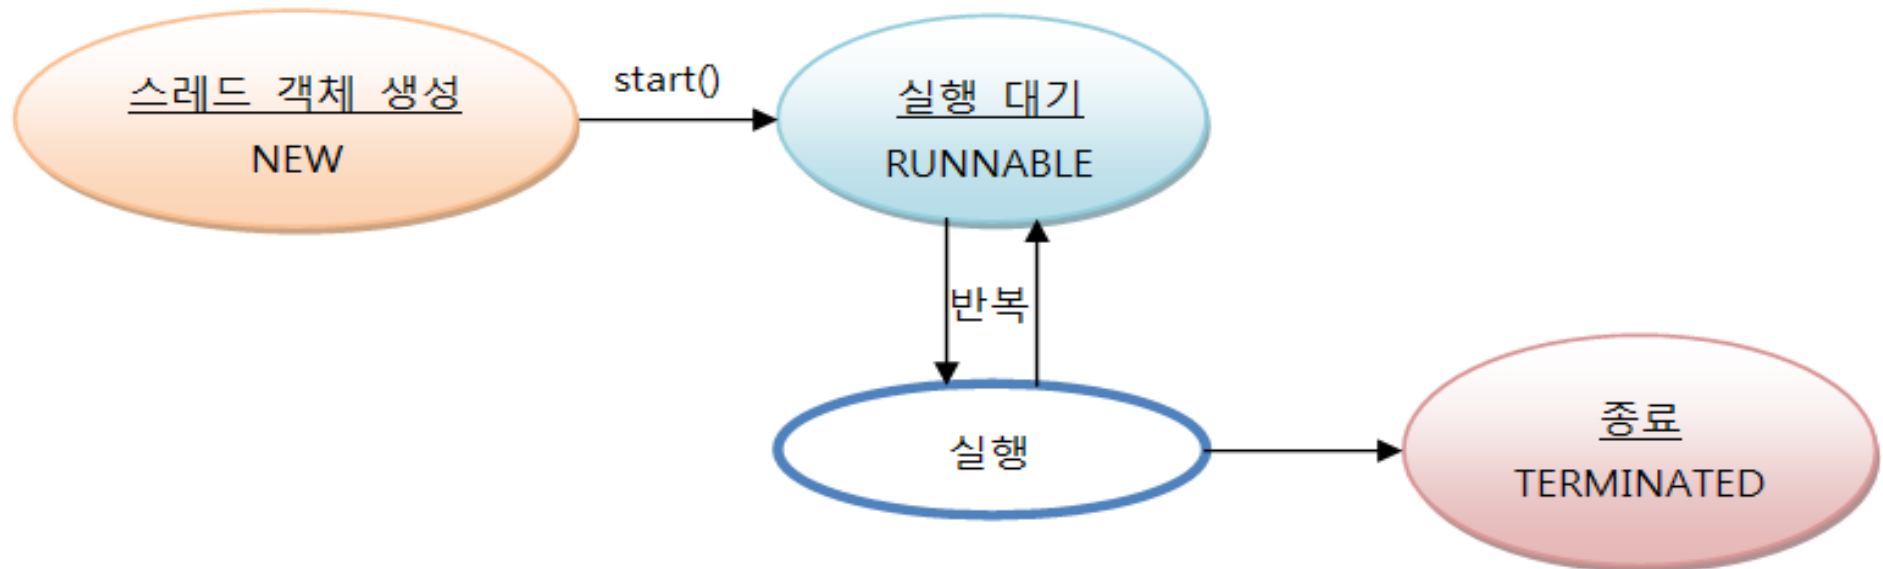 스레드 객체 생성
NEW
start()
실행 대기
RUNNABLE
반복
실행
종료
TERMINATED